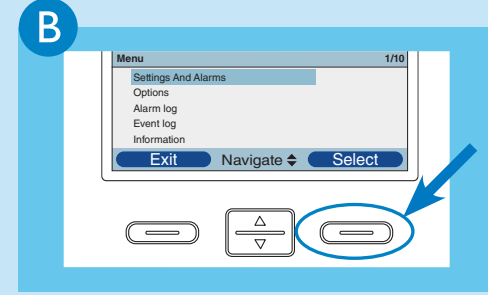 B
Menu 1/10
Settings And Alarms
Options
Alarm log
Event log
Information
Exit Navigate Select